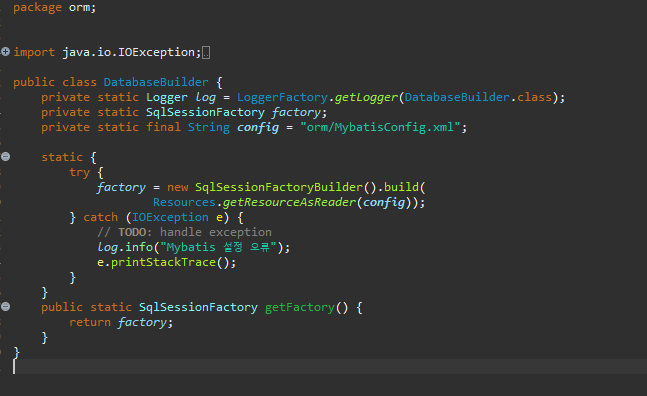 package orm;
import java.io.IOException;
public class DatabaseBuilder {
    private static Logger log = LoggerFactory.getLogger(DatabaseBuilder.class);
    private static SqlSessionFactory factory;
    private static final String config = "orm/MybatisConfig.xml";
    static {
        try {
            factory = new SqlSessionFactoryBuilder().build(
                    Resources.getResourceAsReader(config));
        } catch (IOException e) {
            // TODO: handle exception
            log.info("Mybatis 설정 오류");
            e.printStackTrace();
        }
    }
    public static SqlSessionFactory getFactory() {
        return factory;
    }
}